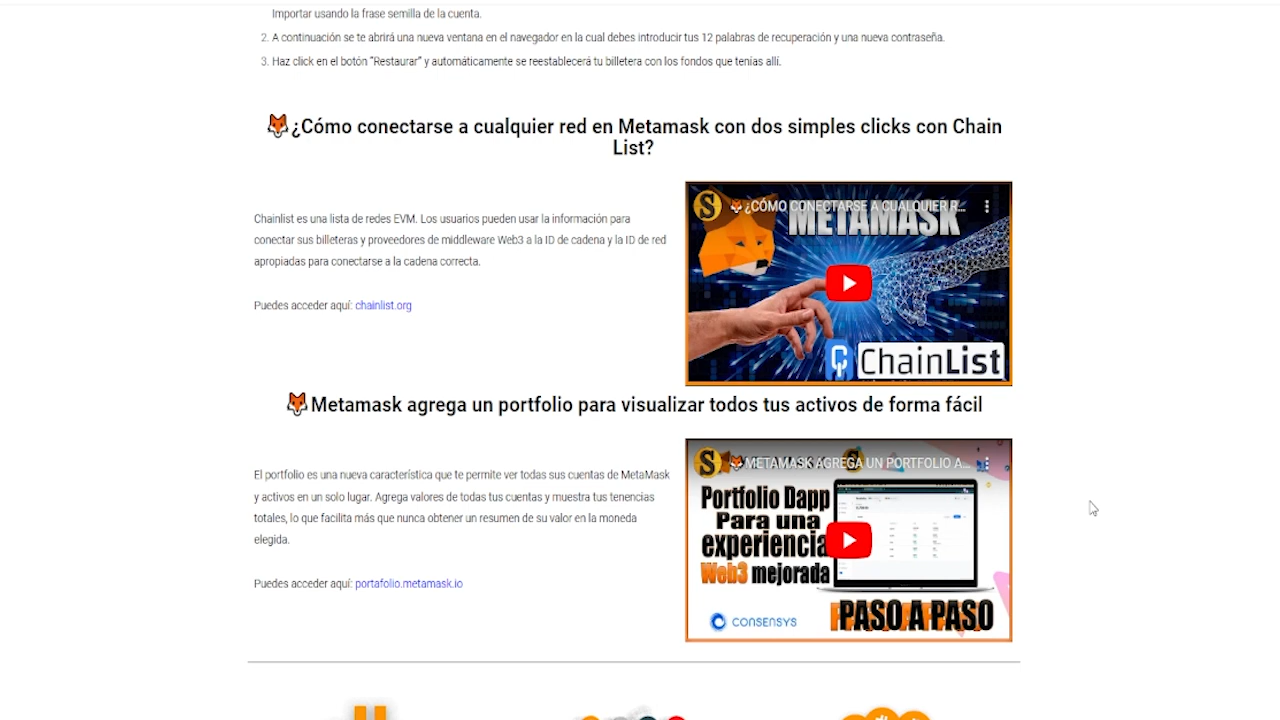 Importar usando la frase semilla de la cuenta.
2. A continuación se te abrirá una nueva ventana en el navegador en la cual debes introducir tus 12 palabras de recuperación y una nueva contraseña.
3. Haz click en el botón “Restaurar” y automáticamente se reestablecerá tu billetera con los fondos que tenías allí.
🦊¿Cómo conectarse a cualquier red en Metamask con dos simples clicks con Chain
List?
Chainlist es una lista de redes EVM. Los usuarios pueden usar la información para
conectar sus billeteras y proveedores de middleware Web3 a la ID de cadena y la ID de red
apropiadas para conectarse a la cadena correcta.
Puedes acceder aquí: chainlist.org
S 🦊¿CÓMO CONECTARSE A CUALQUIER R...
METAMASK
ChainList
🦊Metamask agrega un portfolio para visualizar todos tus activos de forma fácil
El portfolio es una nueva característica que te permite ver todas sus cuentas de MetaMask
y activos en un solo lugar. Agrega valores de todas tus cuentas y muestra tus tenencias
totales, lo que facilita más que nunca obtener un resumen de su valor en la moneda
elegida.
Puedes acceder aquí: portafolio.metamask.io
S 🦊METAMASK AGREGA UN PORTFOLIO A...
Portfolio Dapp
Para una
experiencia
Web3 mejorada
CONSENSYS
PASO A PASO